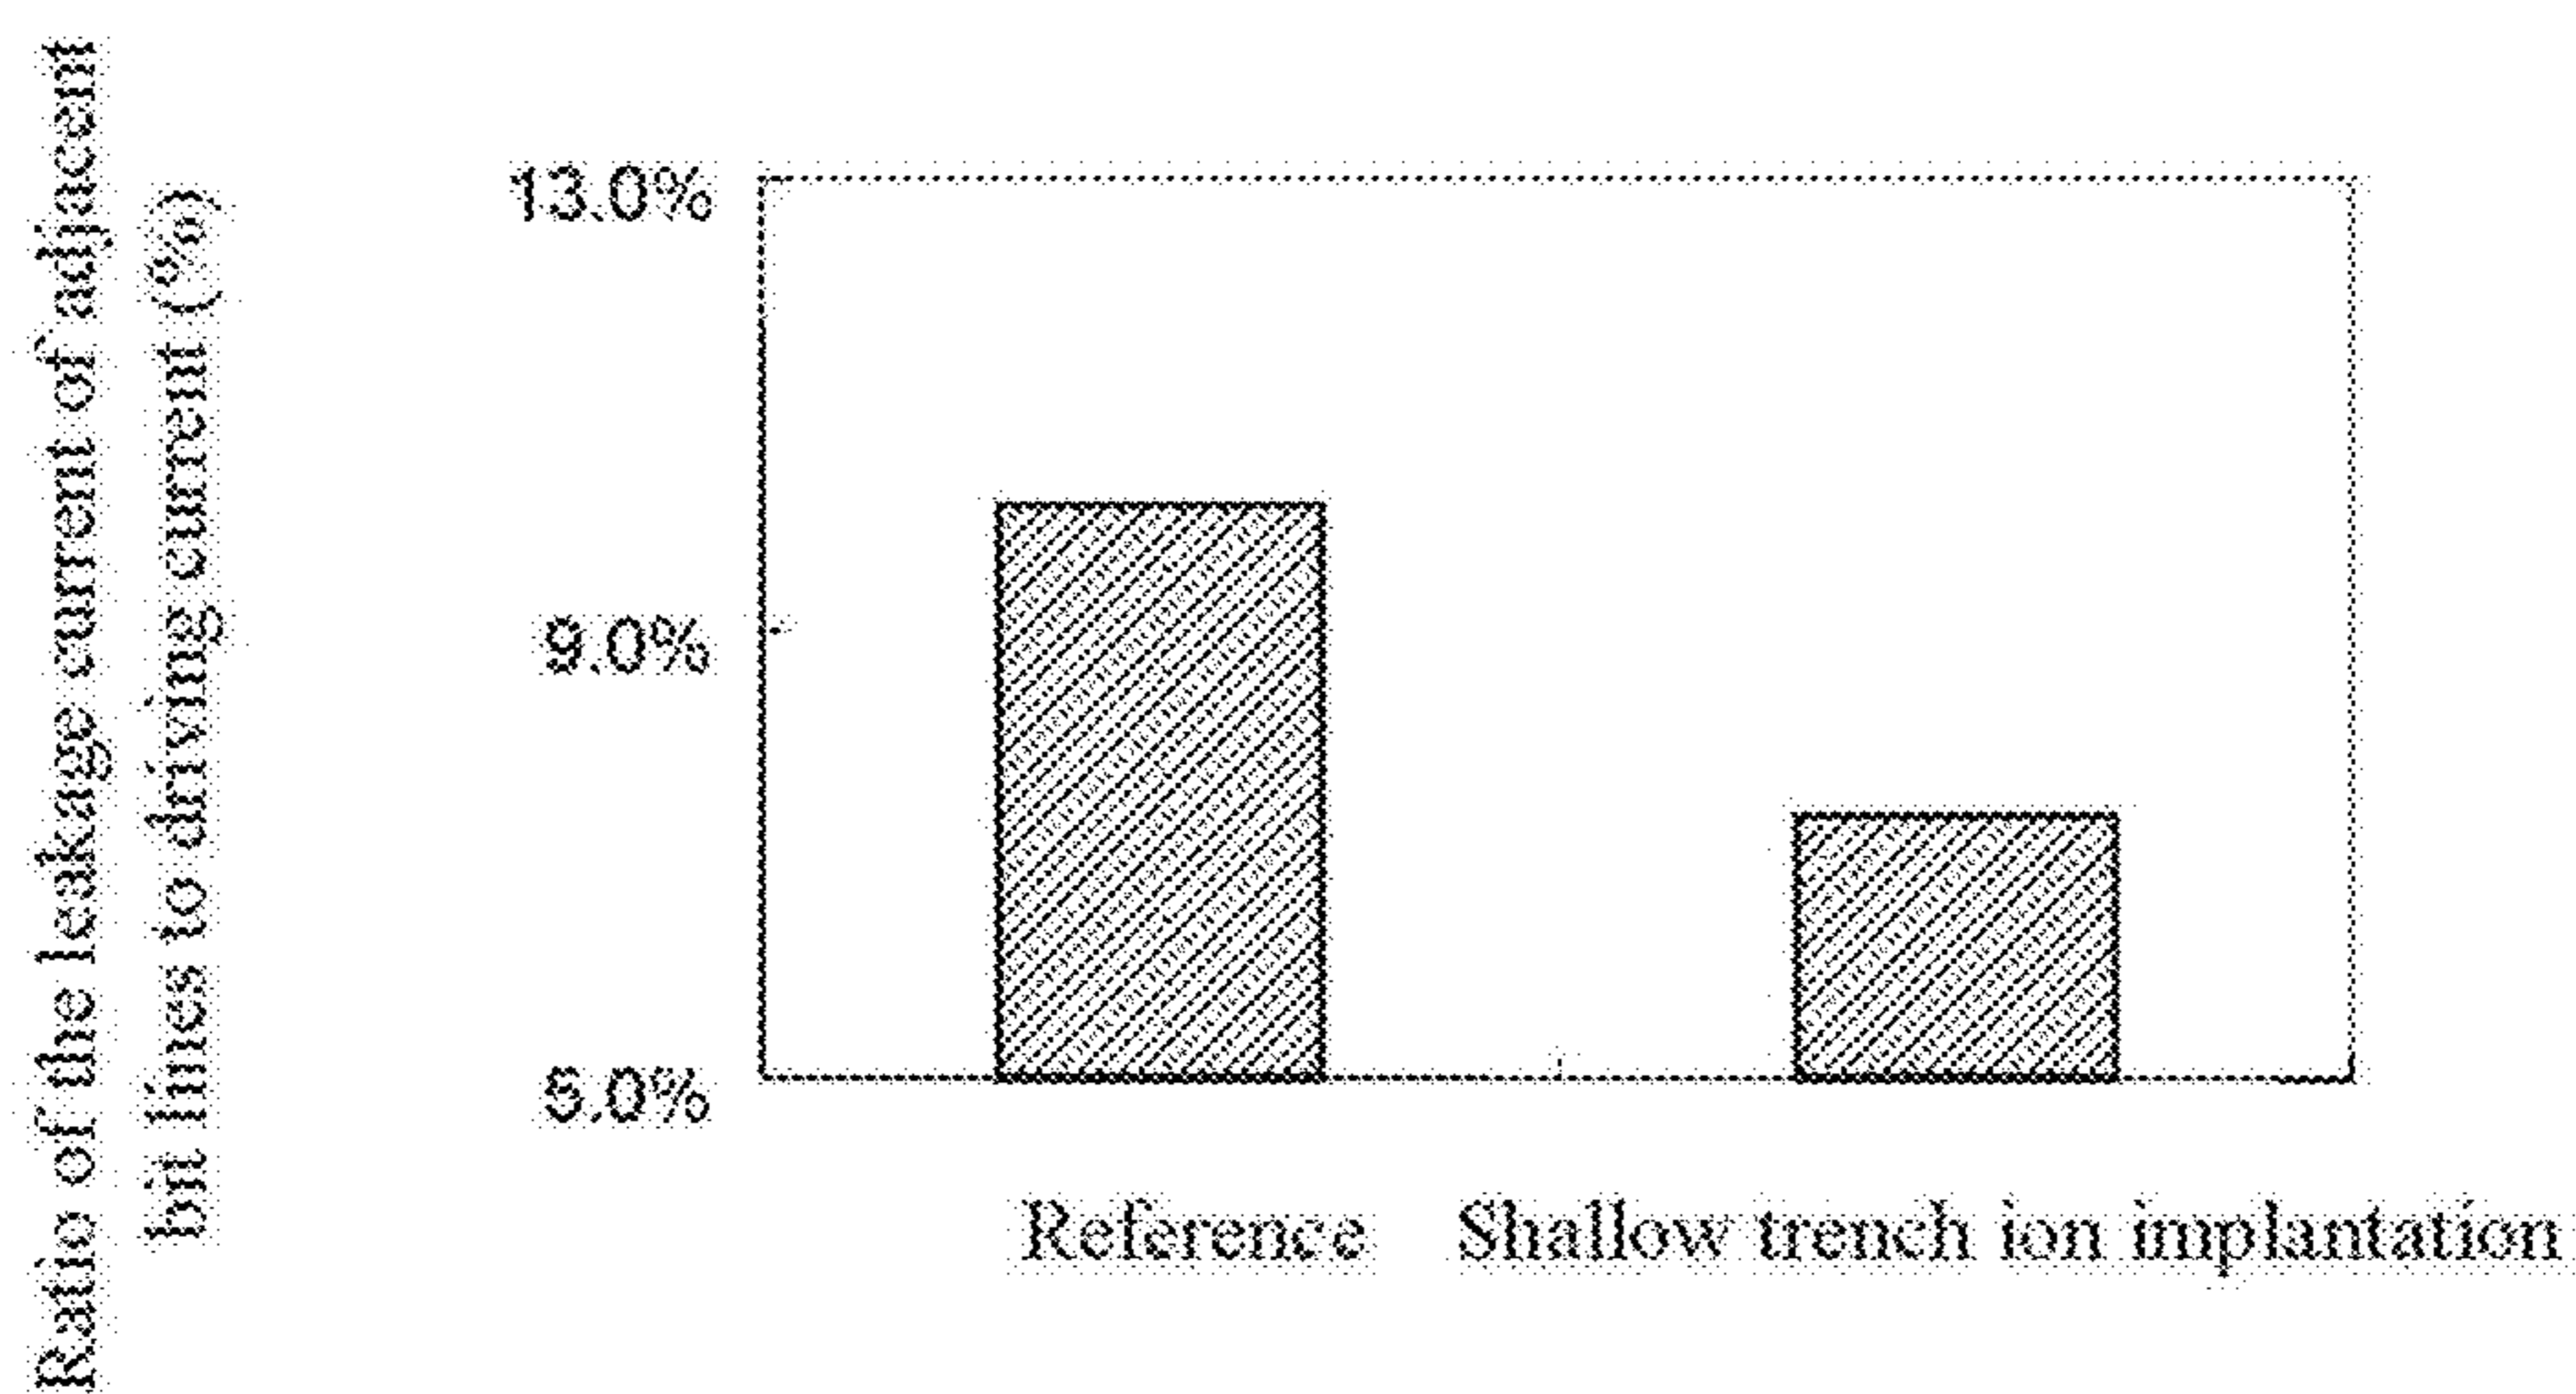 Ratio of the leakage current of adjacent
bit lines to driving current (%)
13.0%
9.0%
5.0%
Reference
Shallow trench ion implantation